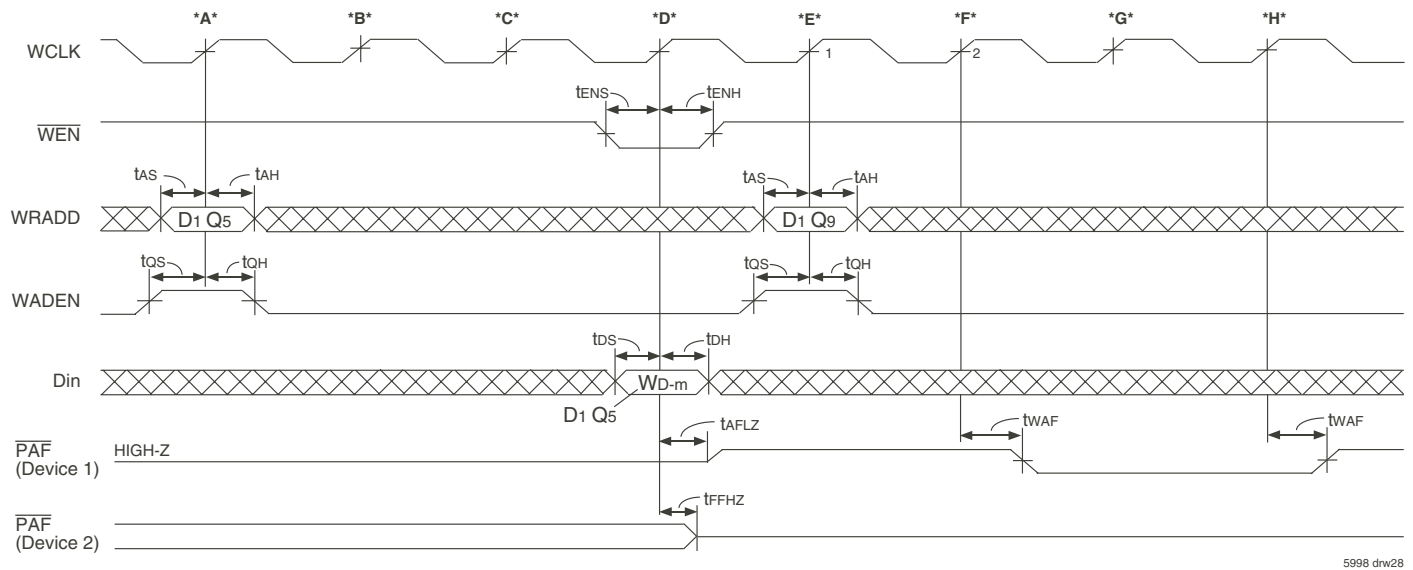 *A* *B* *C* *D* *E* *F* *G* *H*
WCLK 1 2
tENS tENH
WEN
tAS tAH tAS tAH
WRADD D1 Q5 D1 Q9
tQS tQH tQS tQH
WADEN
tDS tDH
Din WD-m
D1 Q5
tAFLZ tWAF tWAF
PAF HIGH-Z
(Device 1)
tFFHZ
PAF
(Device 2)
5998 drw28